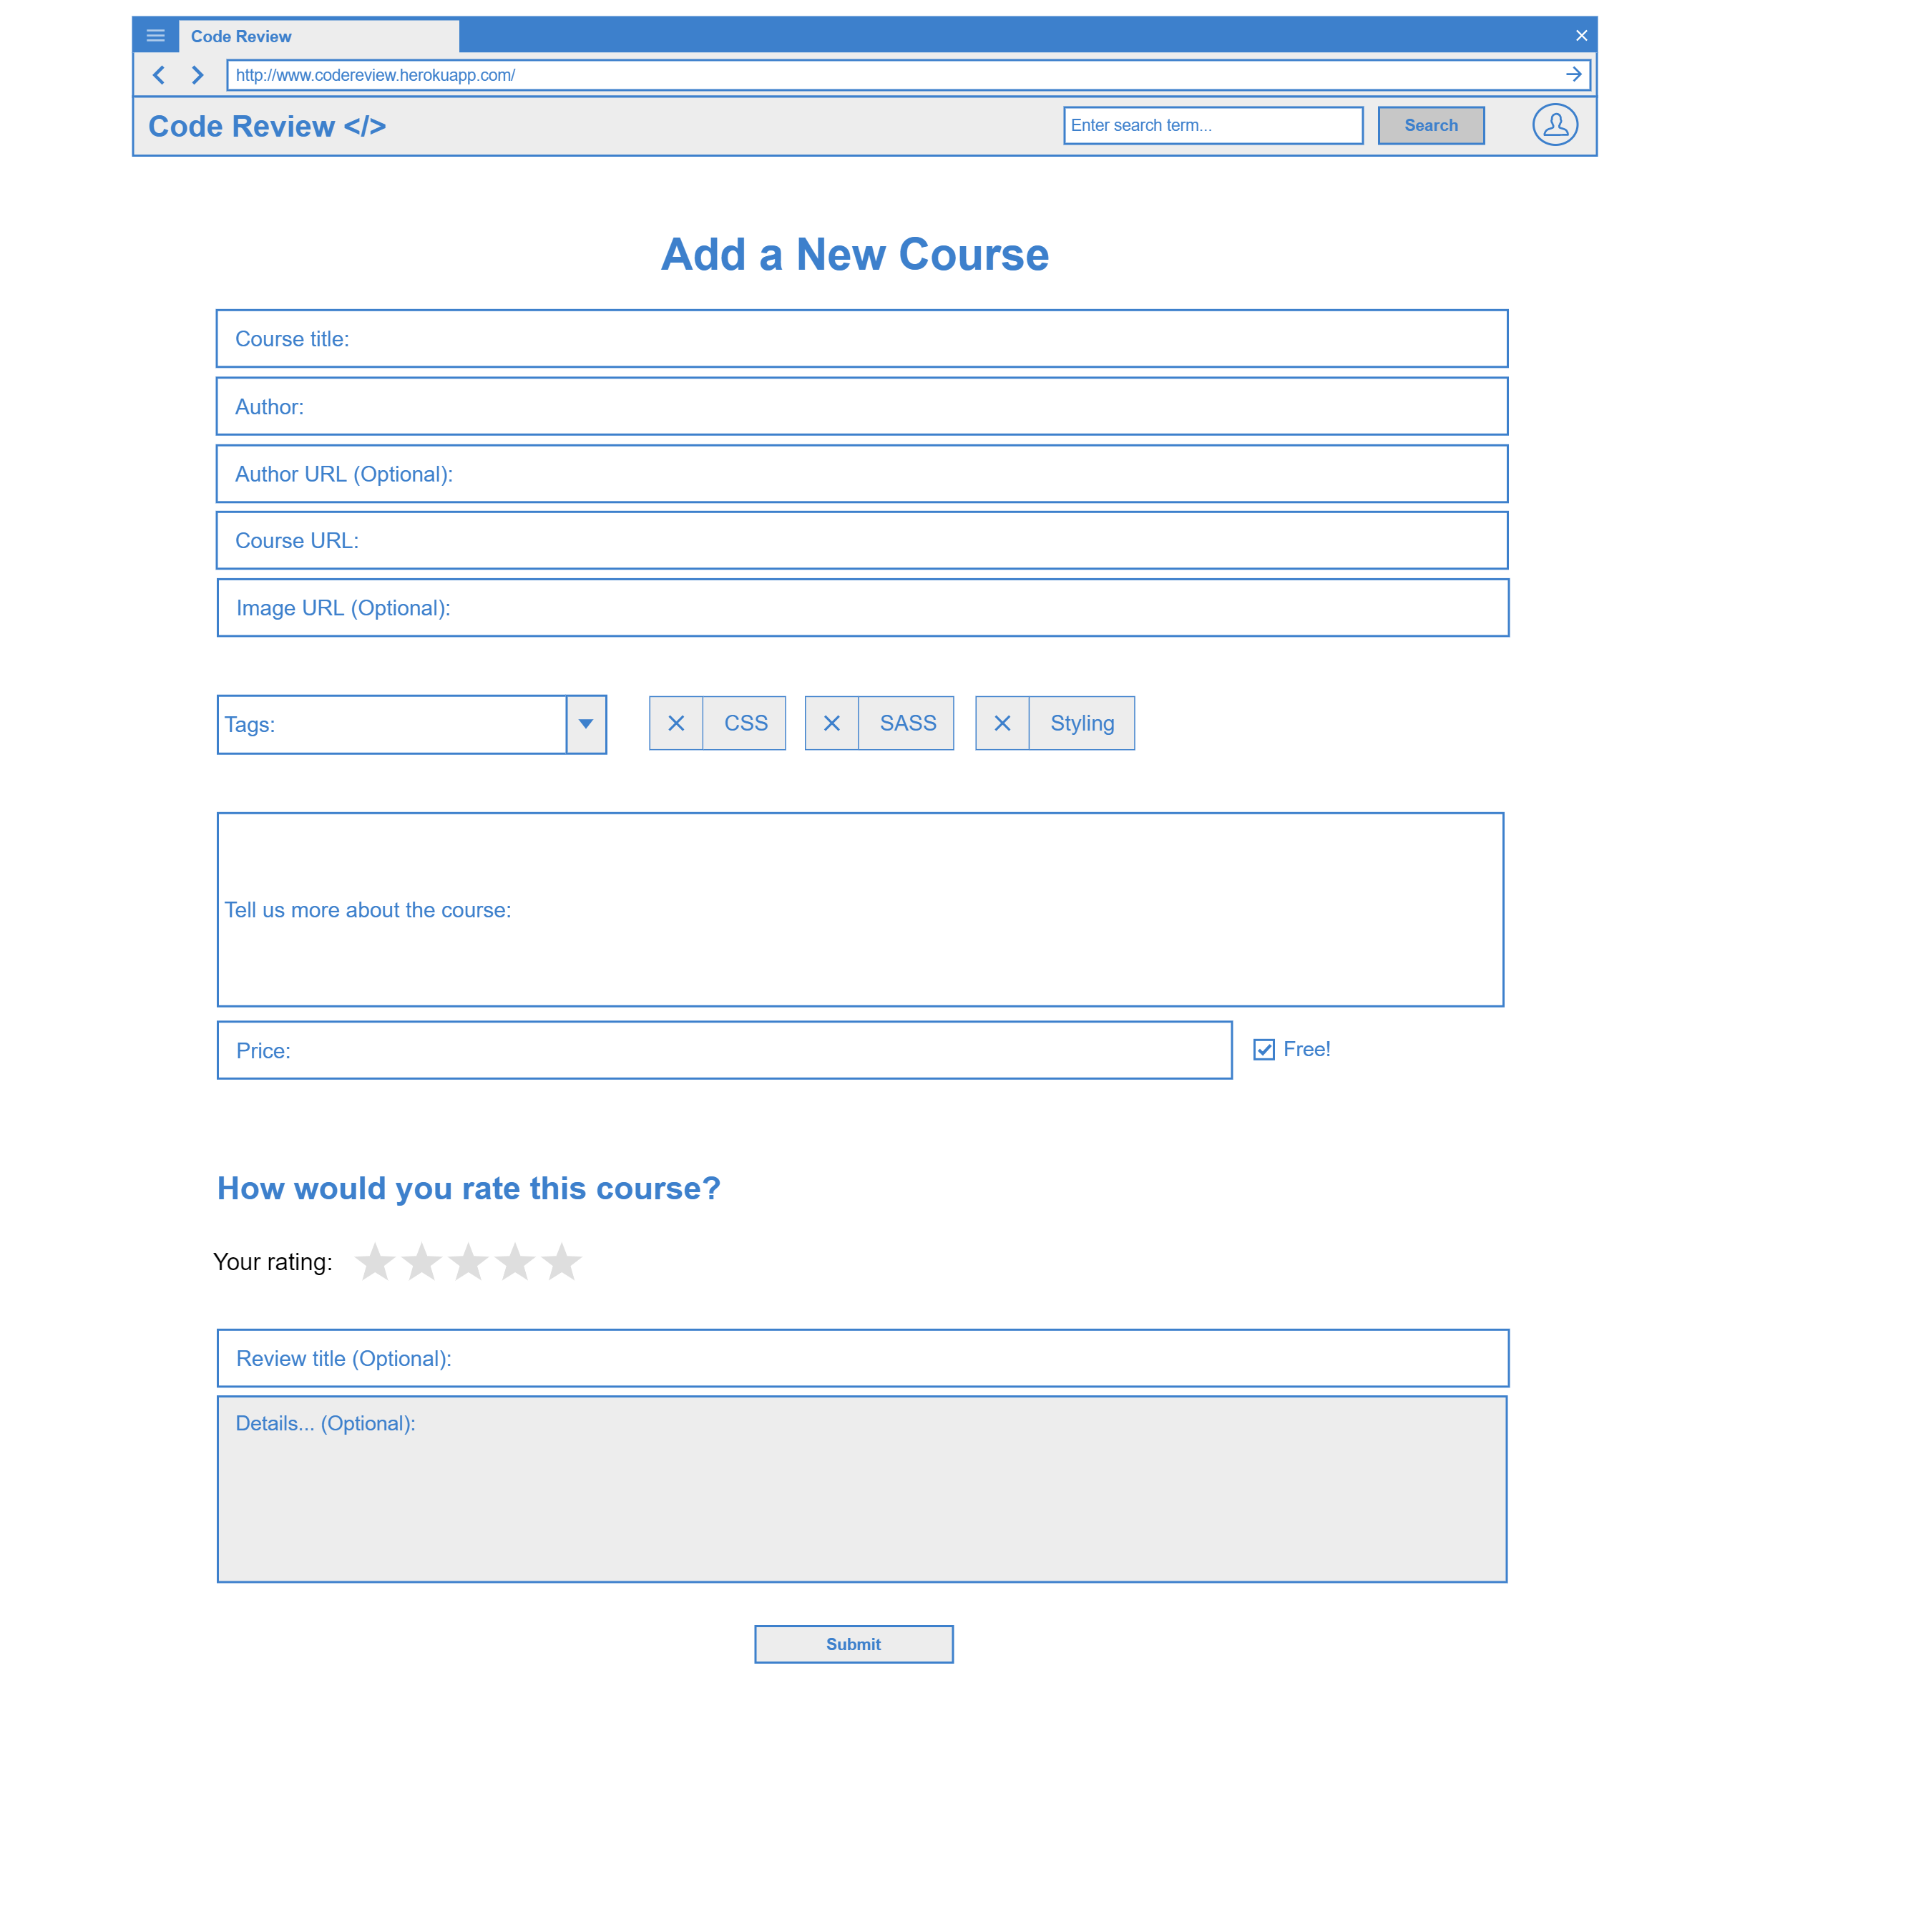 Code Review
http://www.codereview.herokuapp.com/
Code Review </>
Enter search term...
Search
Add a New Course
Course title:
Author:
Author URL (Optional):
Course URL:
Image URL (Optional):
Tags:
CSS
SASS
Styling
Tell us more about the course:
Price:
Free!
How would you rate this course?
Your rating:
Review title (Optional):
Details... (Optional):
Submit